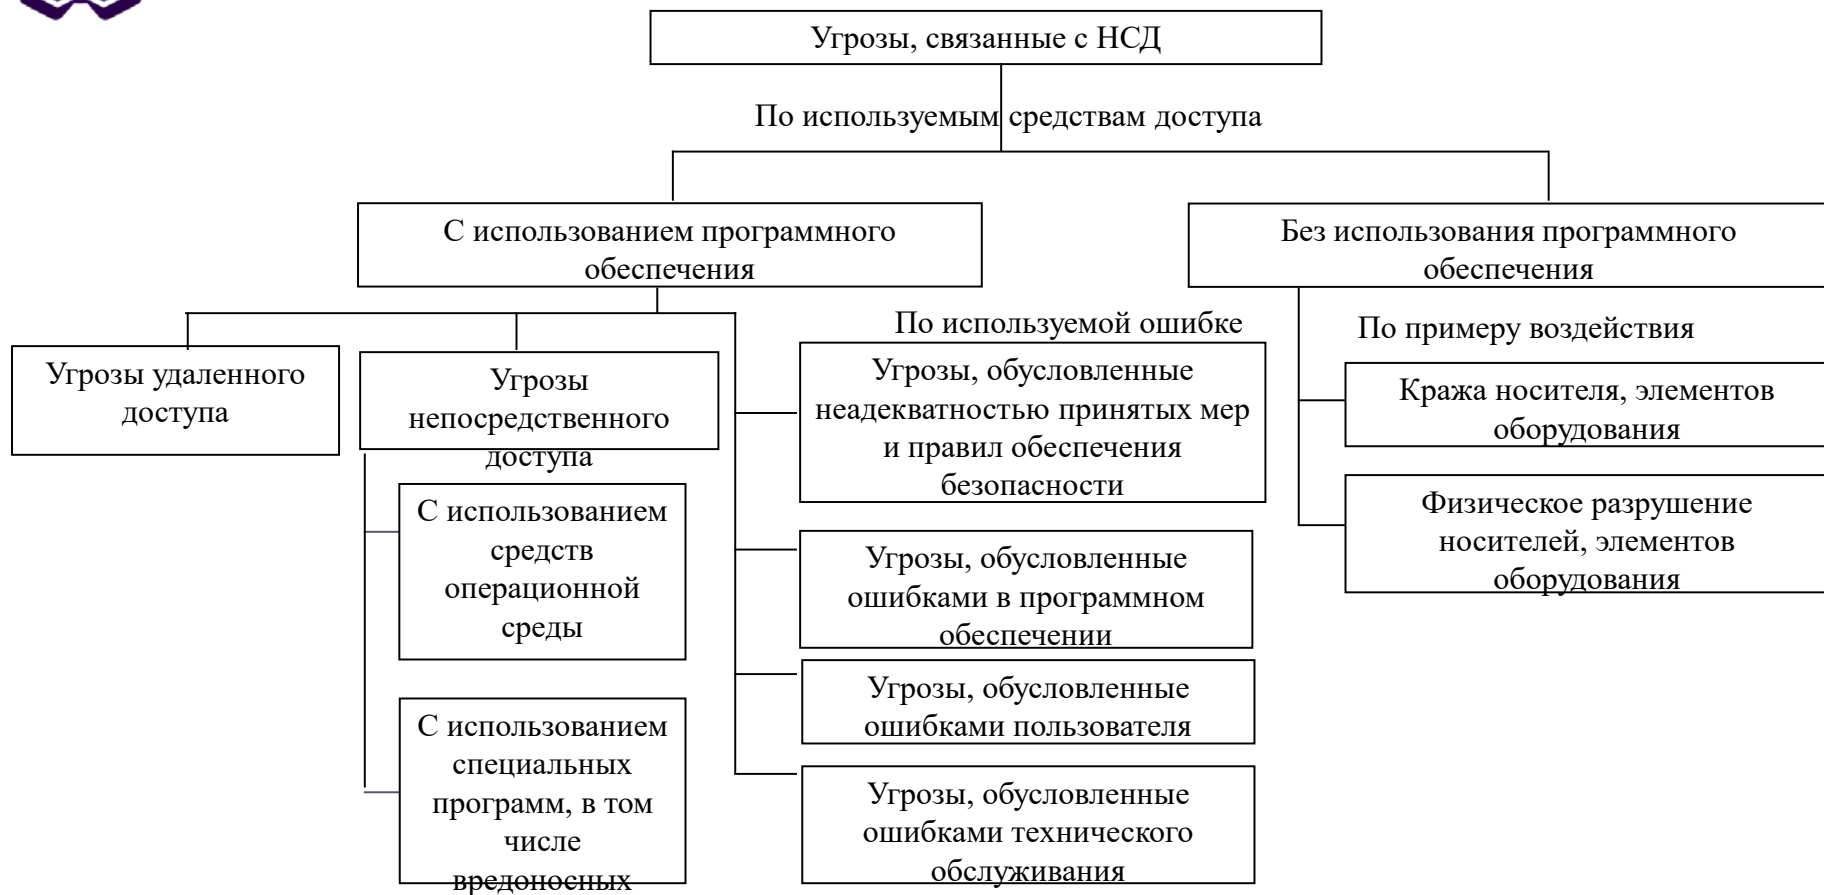 Угрозы, связанные с НСД
По используемым средствам доступа
С использованием программного
обеспечения
Без использования программного
обеспечения
Угрозы удаленного
доступа
Угрозы
непосредственного
доступа
С использованием
средств
операционной
среды
С использованием
специальных
программ, в том
числе
вредоносных
По используемой ошибке
Угрозы, обусловленные
неадекватностью принятых мер
и правил обеспечения
безопасности
Угрозы, обусловленные
ошибками в программном
обеспечении
Угрозы, обусловленные
ошибками пользователя
Угрозы, обусловленные
ошибками технического
обслуживания
По примеру воздействия
Кража носителя, элементов
оборудования
Физическое разрушение
носителей, элементов
оборудования